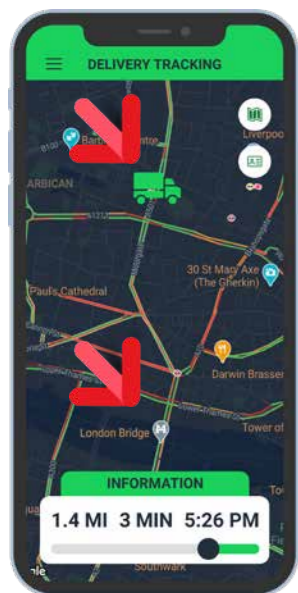 DELIVERY TRACKING
Liverpoo
ARBICAN
30 St Mary Axe
(The Gherkin)
Paul's Cathedral
Darwin Brasser
London Bridge
Tower of
INFORMATION
1.4 MI 3 MIN 5:26 PM
Southwark